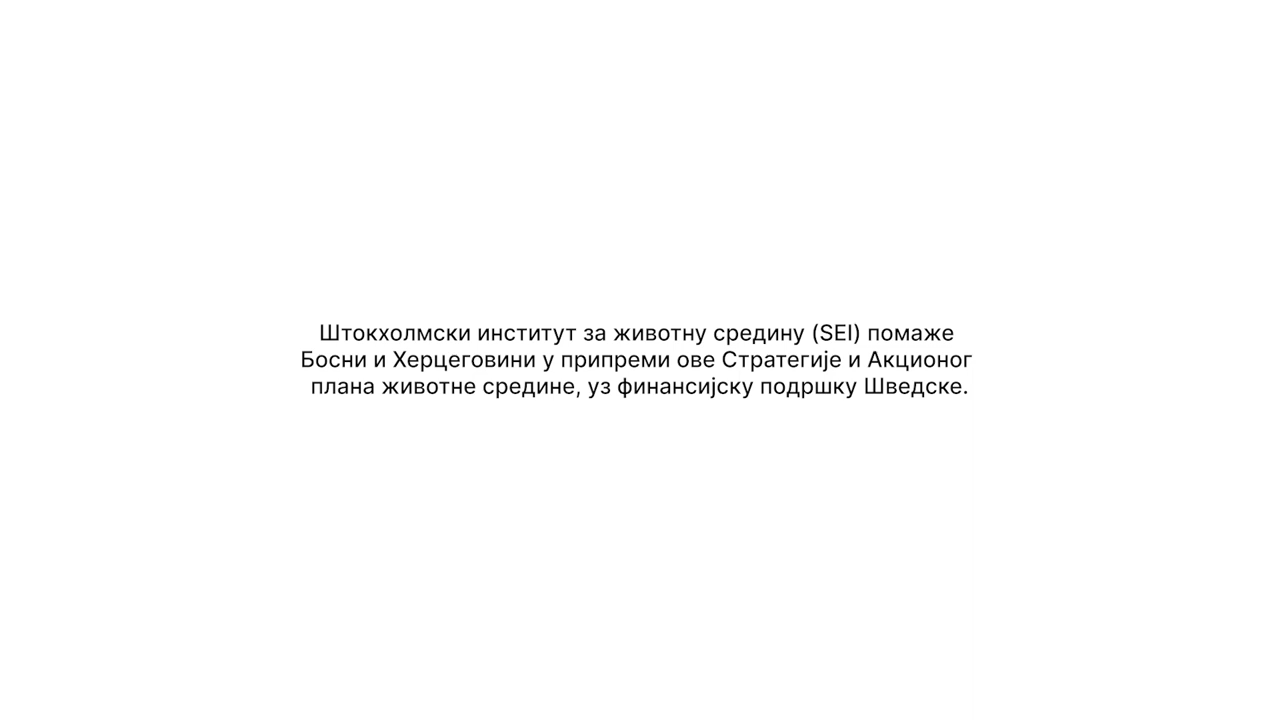 Штокхолмски институт за животну средину (SEI) помаже
Босни и Херцеговини у припреми ове Стратегије и Акционог
плана животне средине, уз финансијску подршку Шведске.